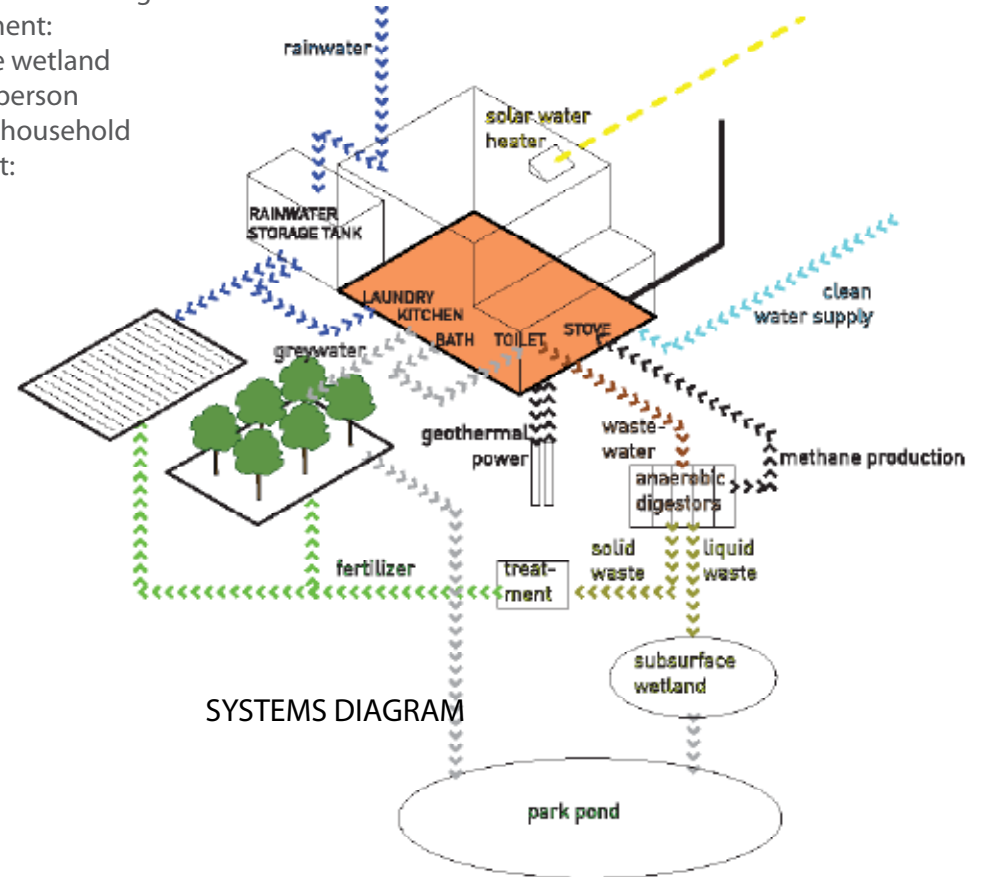 ment:
e wetland
person
household
t:
rainwater
solar water
heater
RAINWATER
STORAGE TANK
LAUNDRY
KITCHEN
BATH
TOILET
STOVE
clean
water supply
greywater
geothermal
power
waste-
water
methane production
anaerobic
digestors
solid
waste
liquid
waste
fertilizer
treat-
ment
subsurface
wetland
SYSTEMS DIAGRAM
park pond